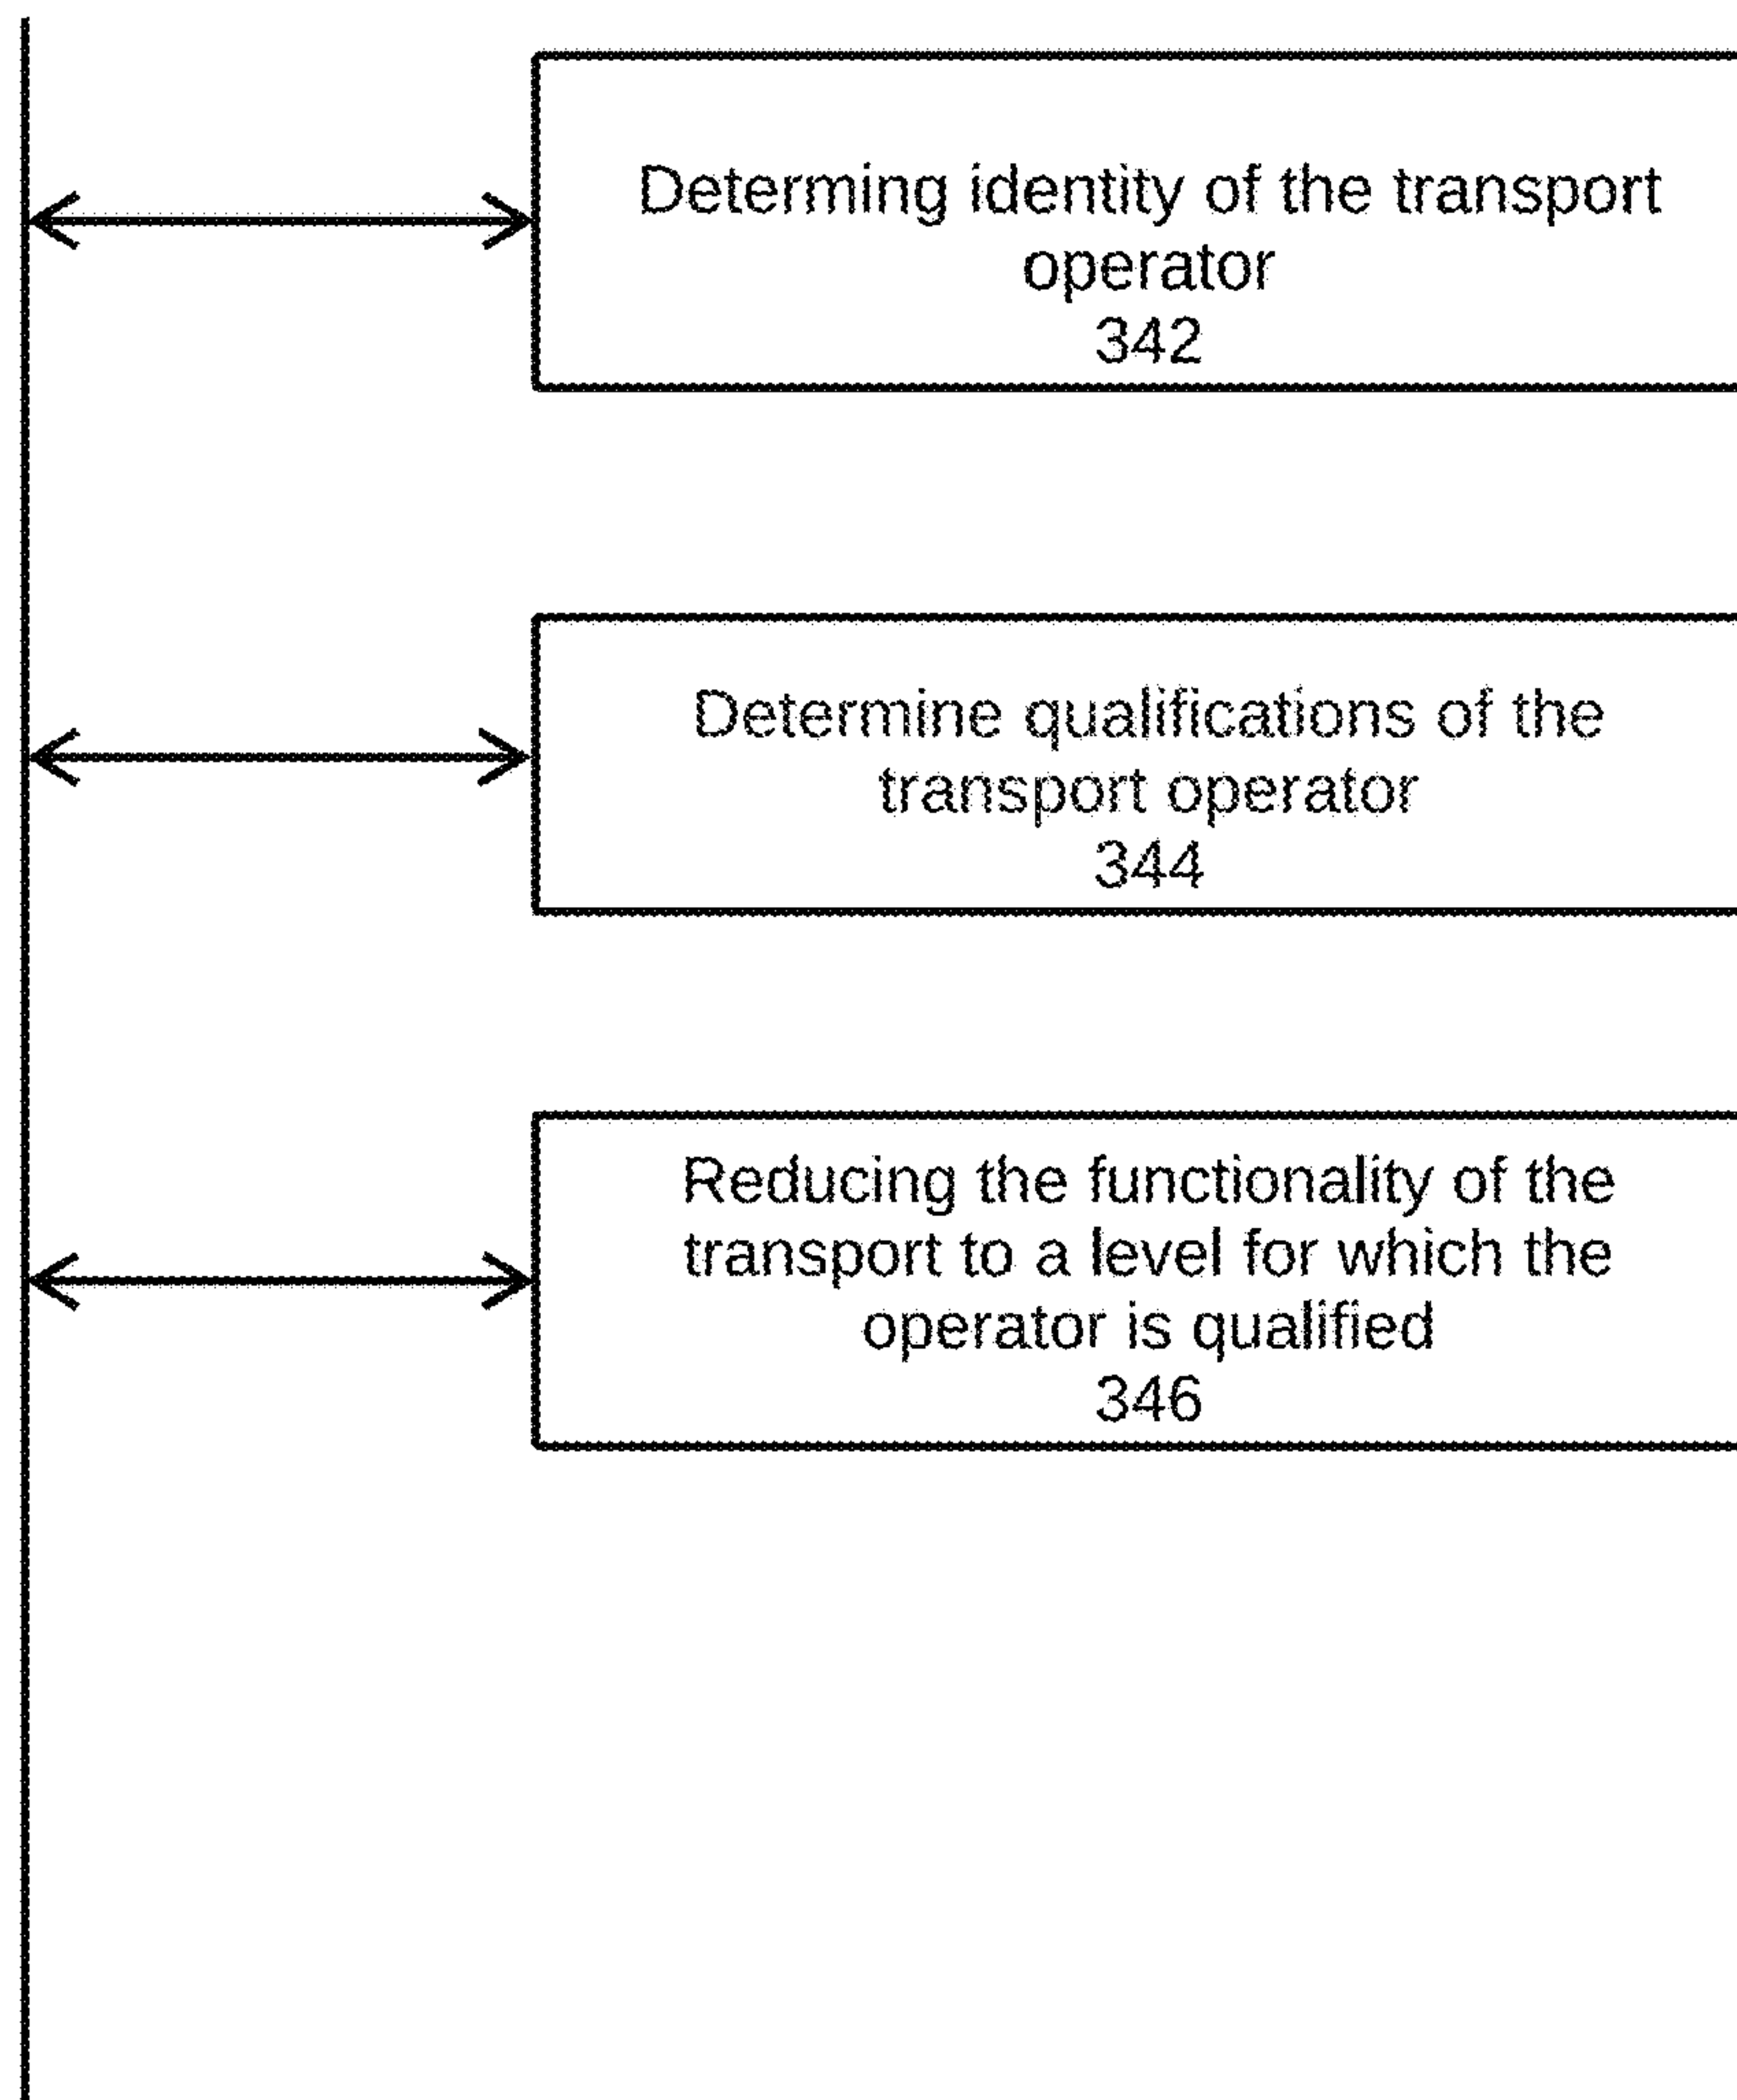 Determing identity of the transport
operator
342
Determine qualifications of the
transport operator
344
Reducing the functionality of the
transport to a level for which the
operator is qualified
346